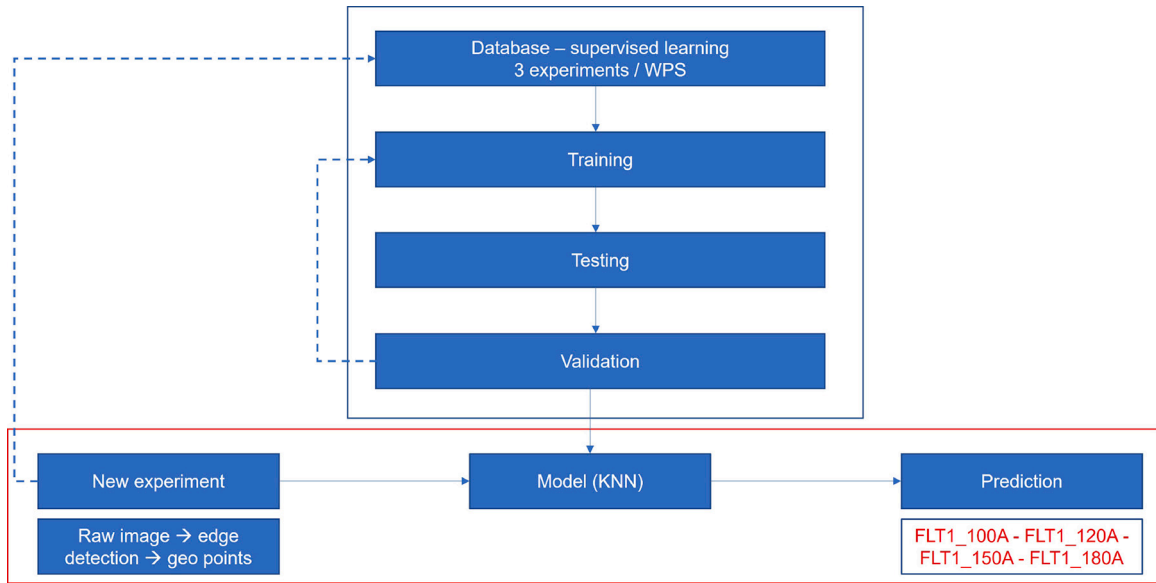 Database – supervised learning
3 experiments / WPS
Training
Testing
Validation
New experiment
Model (KNN)
Prediction
Raw image → edge
detection → geo points
FLT1_100A - FLT1_120A -
FLT1_150A - FLT1_180A